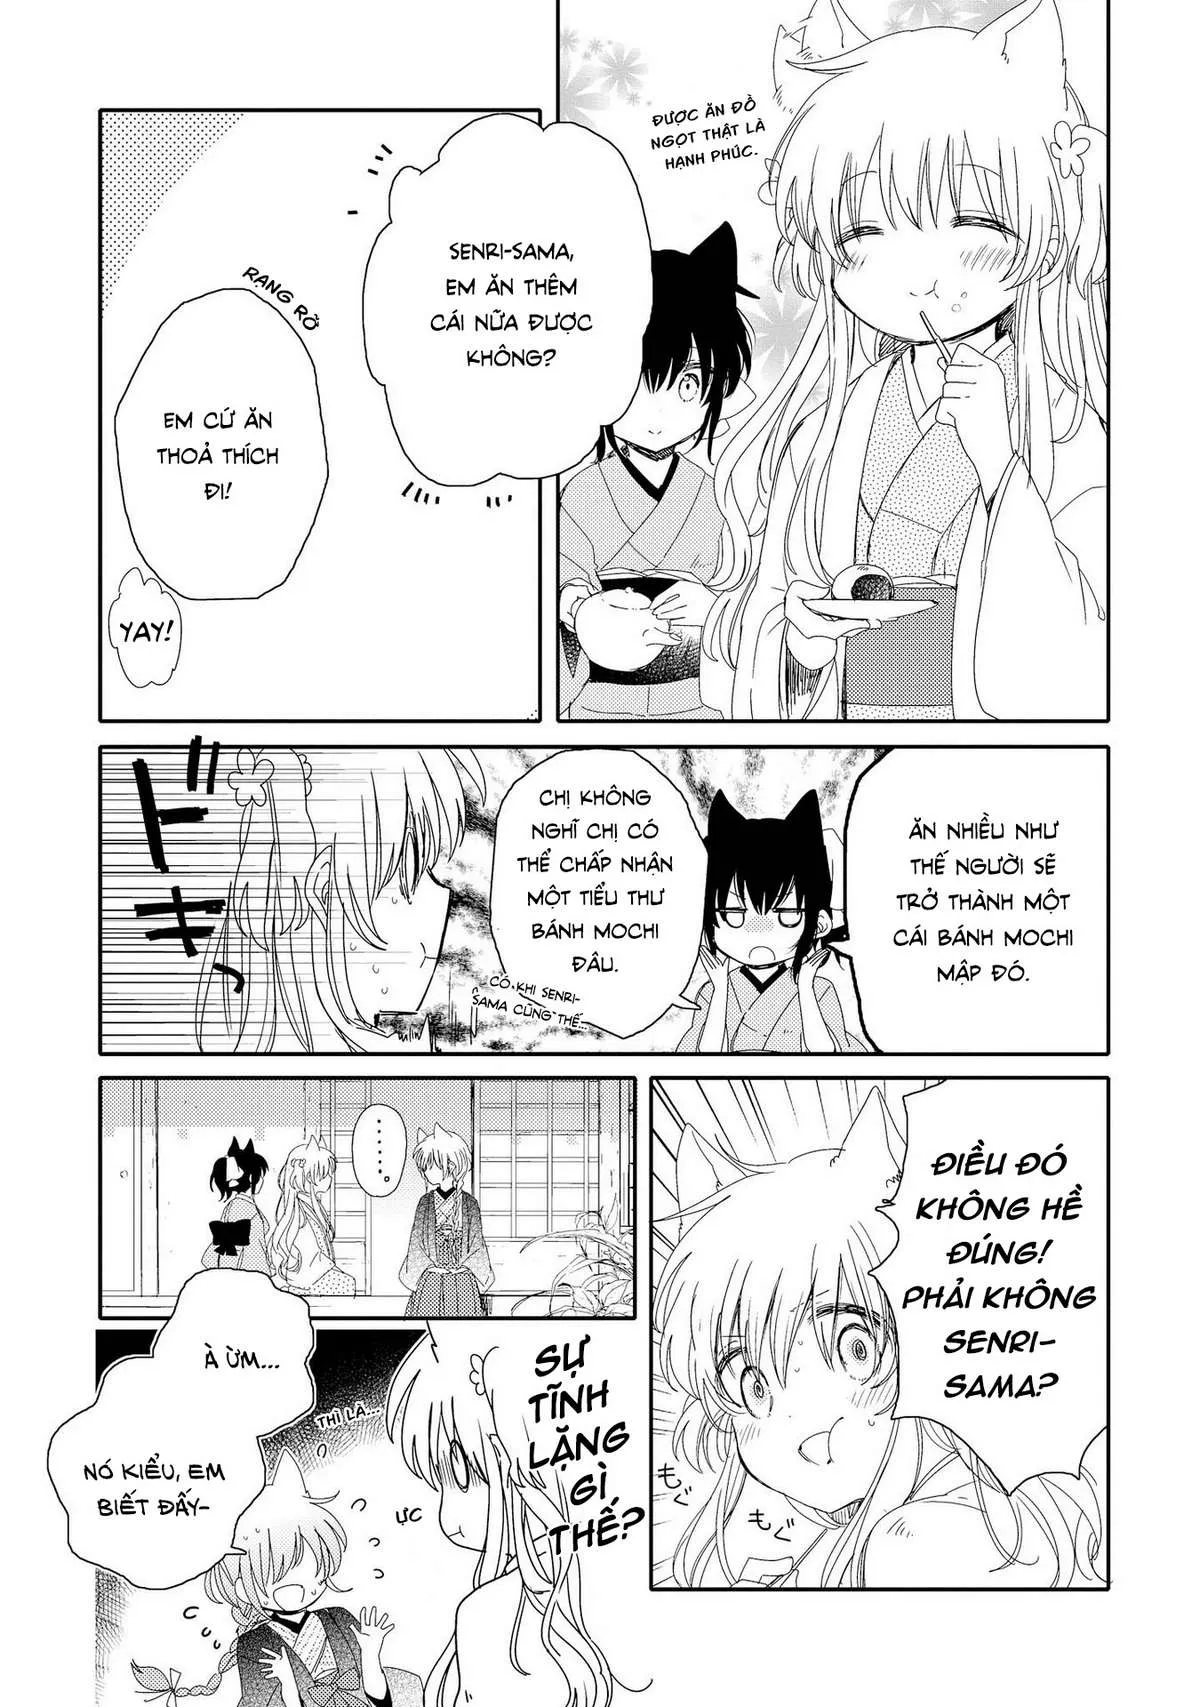 ĐƯỢC ĂN ĐỒ
NGỌT THẬT LÀ
HẠNH PHÚC.
SENRI-SAMA,
EM ĂN THÊM
CÁI NỮA ĐƯỢC
KHÔNG?
RẠNG RỠ
EM CỨ ĂN
THOẢ THÍCH
ĐI!
YAY!
ĂN NHIỀU NHƯ
THẾ NGƯỜI SẼ
TRỞ THÀNH MỘT
CÁI BÁNH MOCHI
MẬP ĐÓ.
CHỊ KHÔNG
NGHĨ CHỊ CÓ
THỂ CHẤP NHẬN
MỘT TIỂU THƯ
BÁNH MOCHI
ĐÂU.
CÓ KHI SENRI-
SAMA CŨNG THẾ...
ドキッ
ĐIỀU ĐÓ
KHÔNG HỀ
ĐÚNG!
PHẢI KHÔNG
SENRI-
SAMA?
もぐ
もぐ
......。
SỰ
TĨNH
LẶNG
GÌ
THẾ?
À ỪM...
THÌ LÀ...
NÓ KIỂU, EM
BIẾT ĐẤY-
ỰC